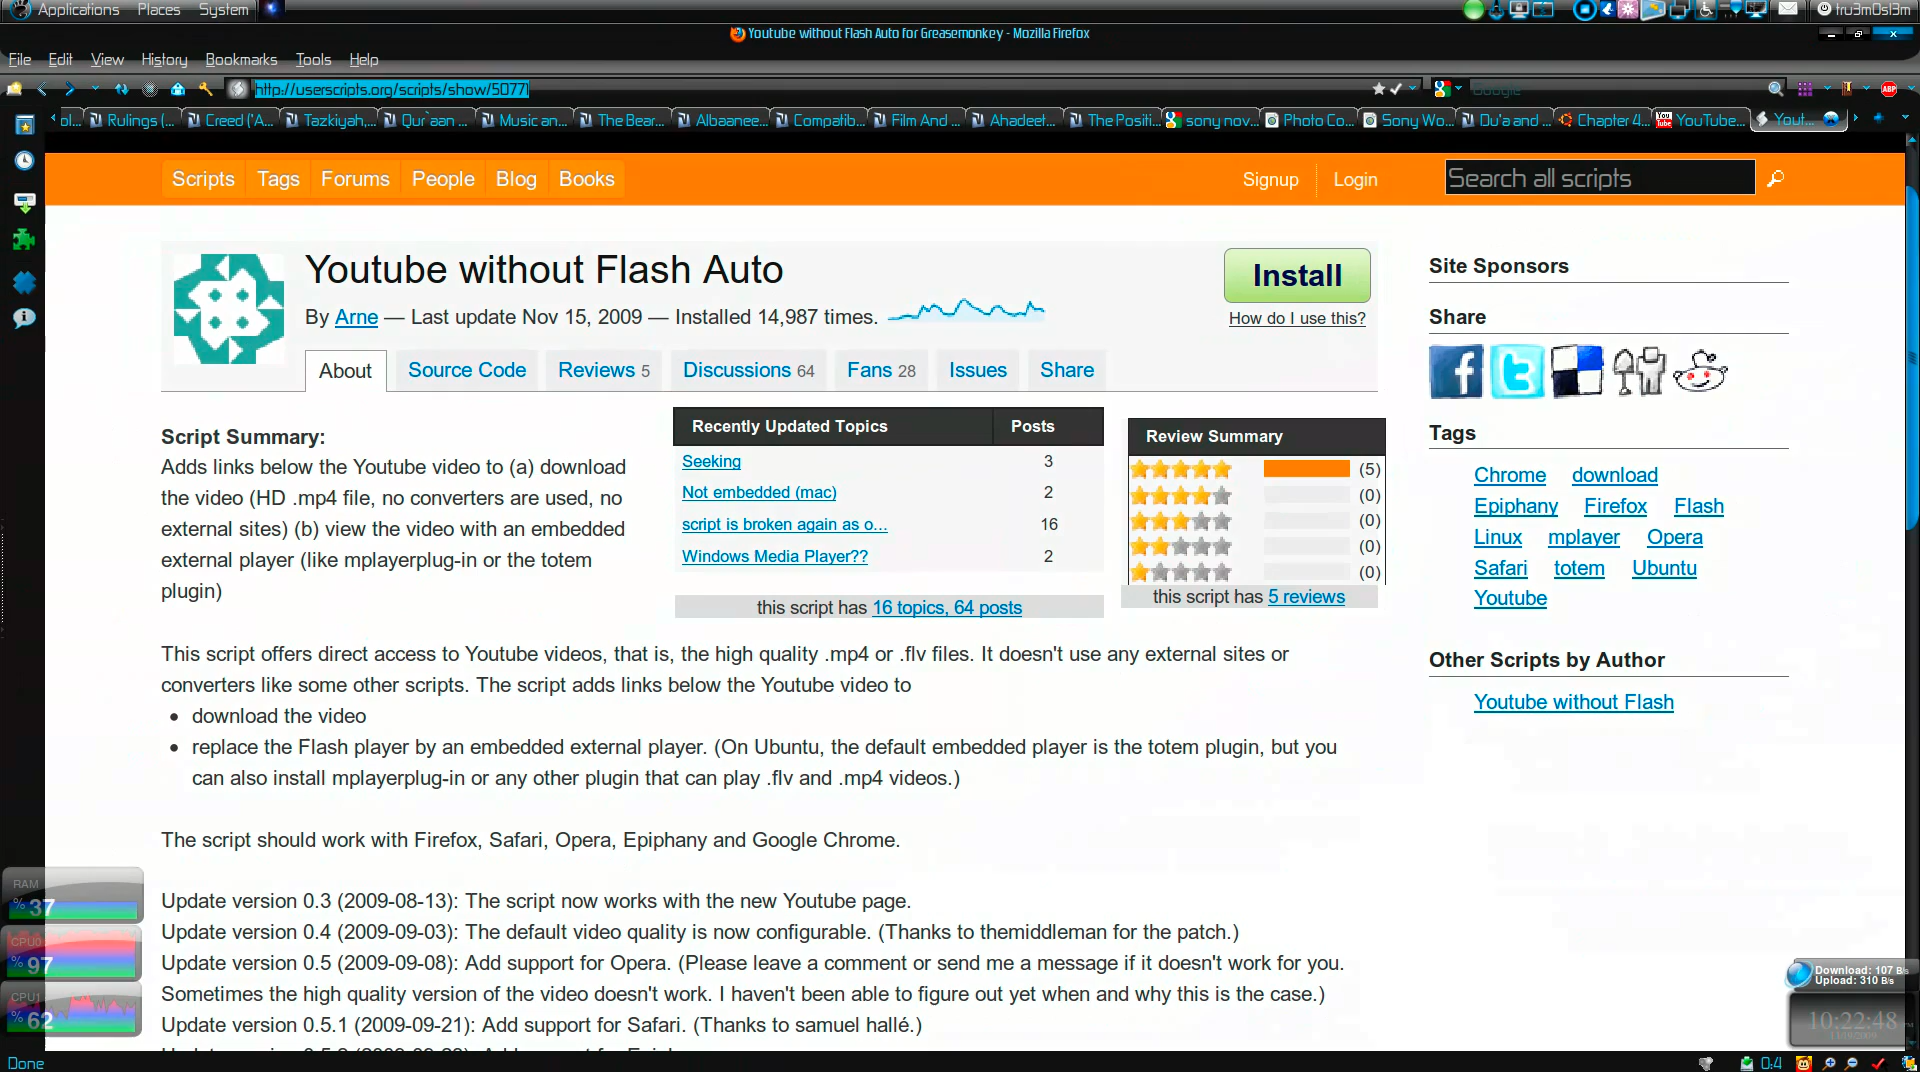 Applications Places System
tru3m0sl3m
Youtube without Flash Auto for Greasemonkey - Mozilla Firefox
File Edit View History Bookmarks Tools Help
http://userscripts.org/scripts/show/50771
Google
ABP
ol... Rulings (... Creed ('A... Tazkiyah,... Qur`aan ... Music an... The Bear... Albaanee... Compatib... Film And ... Ahadeet... The Positi... sony nov... Photo Co... Sony Wo... Du'a and ... Chapter 4... YouTube... Yout...
Scripts Tags Forums People Blog Books
Signup Login
Search all scripts
Youtube without Flash Auto
Install
By Arne — Last update Nov 15, 2009 — Installed 14,987 times.
How do I use this?
About Source Code Reviews 5 Discussions 64 Fans 28 Issues Share
Script Summary:
Adds links below the Youtube video to (a) download
the video (HD .mp4 file, no converters are used, no
external sites) (b) view the video with an embedded
external player (like mplayerplug-in or the totem
plugin)
Recently Updated Topics Posts
Seeking 3
Not embedded (mac) 2
script is broken again as o... 16
Windows Media Player?? 2
this script has 16 topics, 64 posts
Review Summary
(5)
(0)
(0)
(0)
(0)
this script has 5 reviews
This script offers direct access to Youtube videos, that is, the high quality .mp4 or .flv files. It doesn't use any external sites or
converters like some other scripts. The script adds links below the Youtube video to
• download the video
• replace the Flash player by an embedded external player. (On Ubuntu, the default embedded player is the totem plugin, but you
can also install mplayerplug-in or any other plugin that can play .flv and .mp4 videos.)
The script should work with Firefox, Safari, Opera, Epiphany and Google Chrome.
Update version 0.3 (2009-08-13): The script now works with the new Youtube page.
Update version 0.4 (2009-09-03): The default video quality is now configurable. (Thanks to themiddleman for the patch.)
Update version 0.5 (2009-09-08): Add support for Opera. (Please leave a comment or send me a message if it doesn't work for you.
Sometimes the high quality version of the video doesn't work. I haven't been able to figure out yet when and why this is the case.)
Update version 0.5.1 (2009-09-21): Add support for Safari. (Thanks to samuel hallé.)
Site Sponsors
Share
Tags
Chrome download
Epiphany Firefox Flash
Linux mplayer Opera
Safari totem Ubuntu
Youtube
Other Scripts by Author
Youtube without Flash
RAM
% 37
CPU0
% 97
CPU1
% 62
Download: 107 B/s
Upload: 310 B/s
10:22:48
Done
0:4